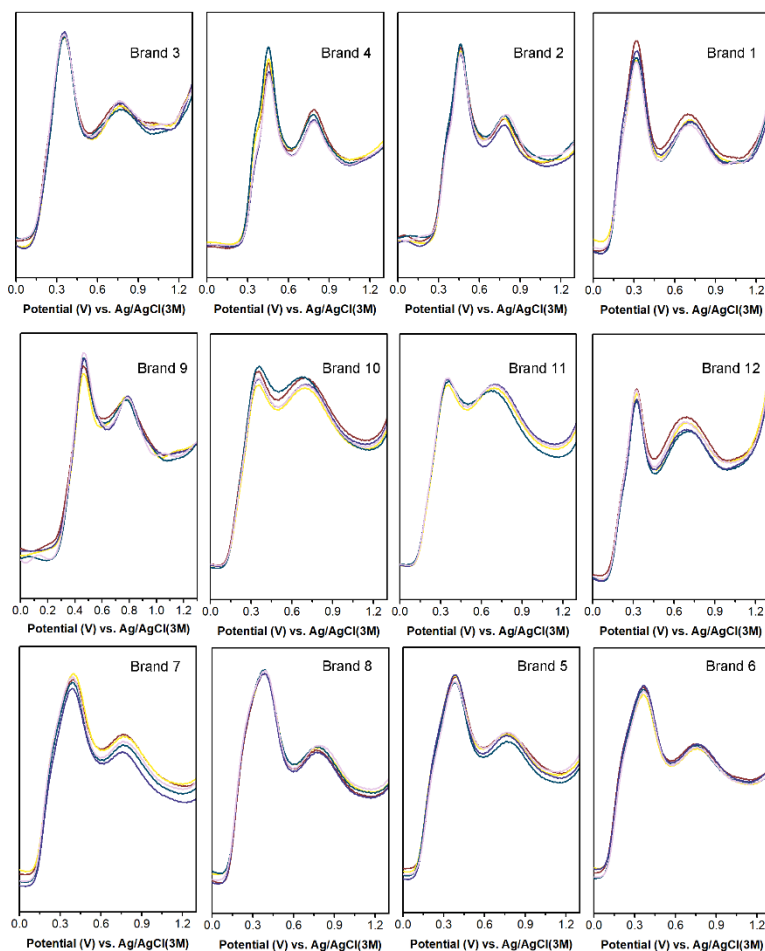 Brand 3 Brand 4 Brand 2 Brand 1
0.0 0.3 0.6 0.9 1.2 0.0 0.3 0.6 0.9 1.2 0.0 0.3 0.6 0.9 1.2 0.0 0.3 0.6 0.9 1.2
Potential (V) vs. Ag/AgCl(3M) Potential (V) vs. Ag/AgCl(3M) Potential (V) vs. Ag/AgCl(3M) Potential (V) vs. Ag/AgCl(3M)
Brand 9 Brand 10 Brand 11 Brand 12
0.0 0.2 0.4 0.6 0.8 1.0 1.2 0.0 0.3 0.6 0.9 1.2 0.0 0.3 0.6 0.9 1.2 0.0 0.3 0.6 0.9 1.2
Potential (V) vs. Ag/AgCl(3M) Potential (V) vs. Ag/AgCl(3M) Potential (V) vs. Ag/AgCl(3M) Potential (V) vs. Ag/AgCl(3M)
Brand 7 Brand 8 Brand 5 Brand 6
0.0 0.3 0.6 0.9 1.2 0.0 0.3 0.6 0.9 1.2 0.0 0.3 0.6 0.9 1.2 0.0 0.3 0.6 0.9 1.2
Potential (V) vs. Ag/AgCl(3M) Potential (V) vs. Ag/AgCl(3M) Potential (V) vs. Ag/AgCl(3M) Potential (V) vs. Ag/AgCl(3M)